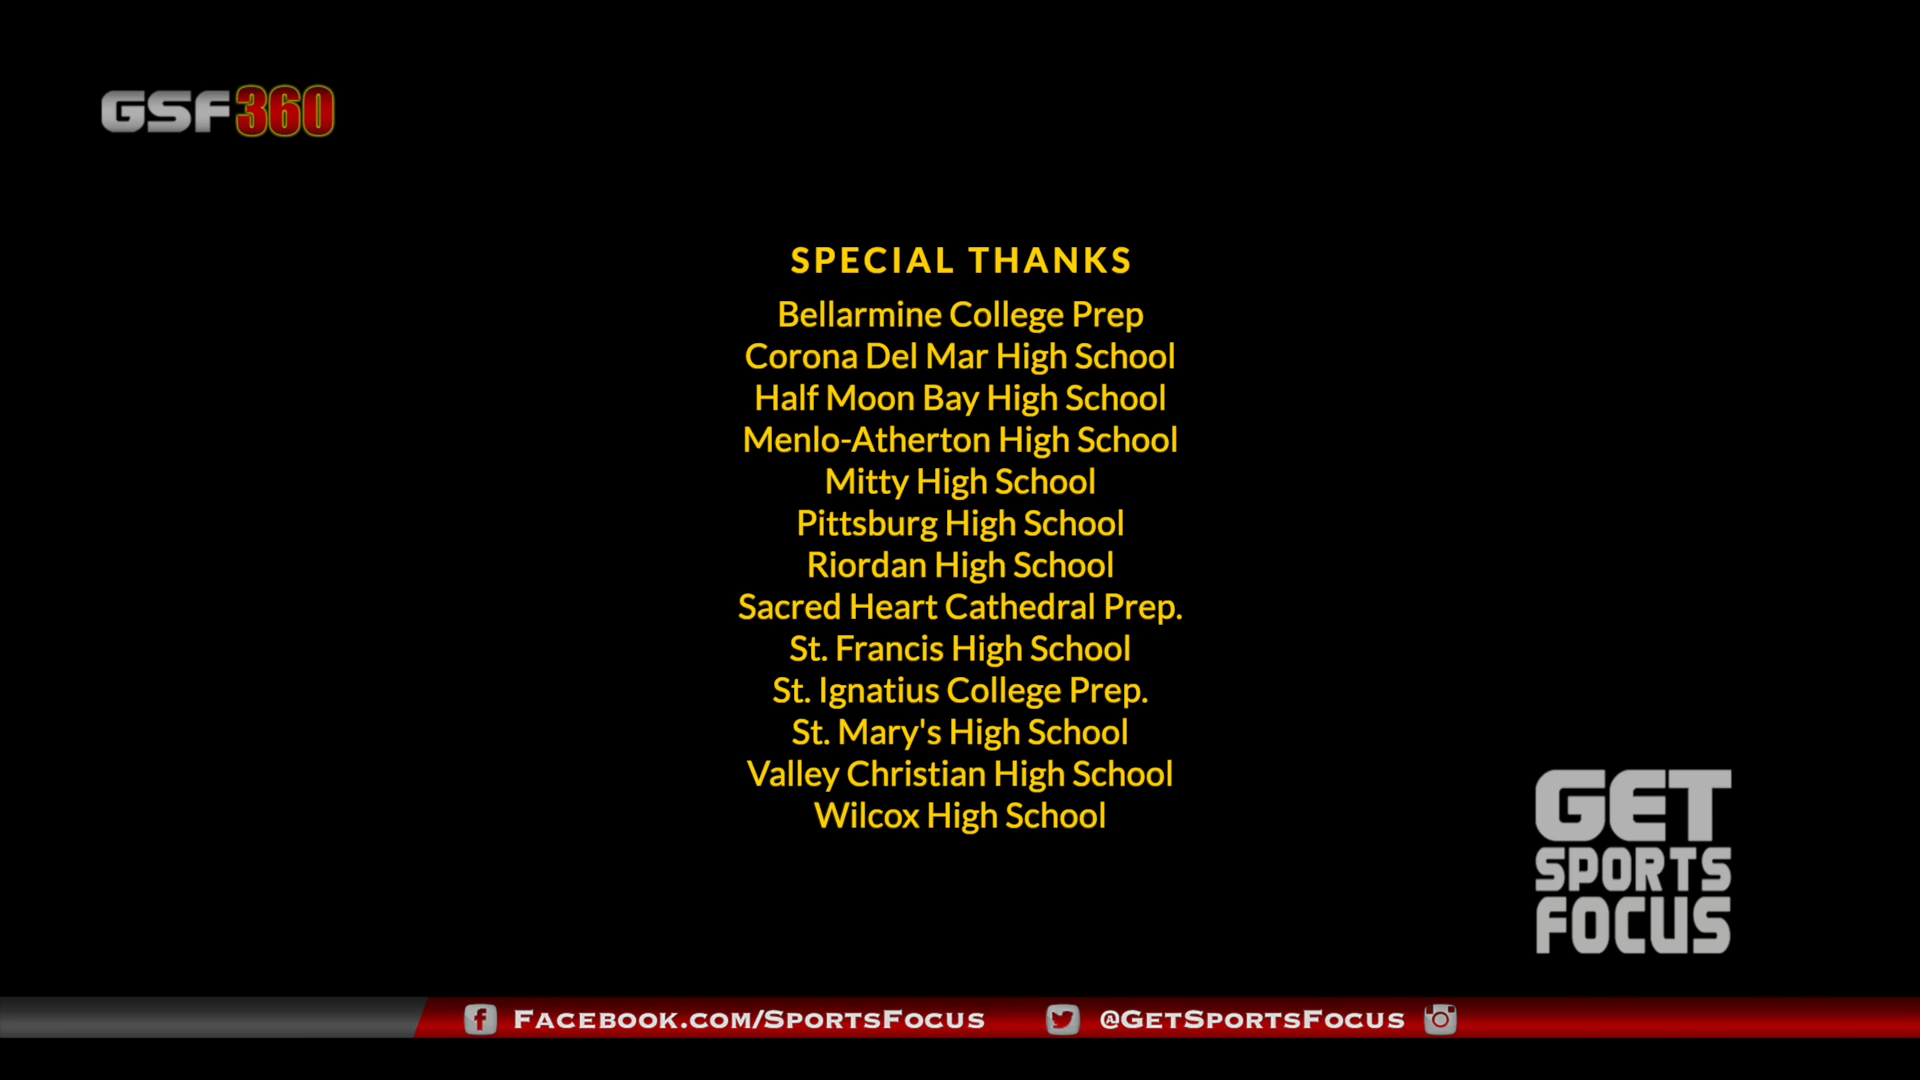 GSF360
SPECIAL THANKS
Bellarmine College Prep
Corona Del Mar High School
Half Moon Bay High School
Menlo-Atherton High School
Mitty High School
Pittsburg High School
Riordan High School
Sacred Heart Cathedral Prep.
St. Francis High School
St. Ignatius College Prep.
St. Mary's High School
Valley Christian High School
Wilcox High School
GET
SPORTS
FOCUS
FACEBOOK.COM/SPORTSFOCUS @GETSPORTSFOCUS